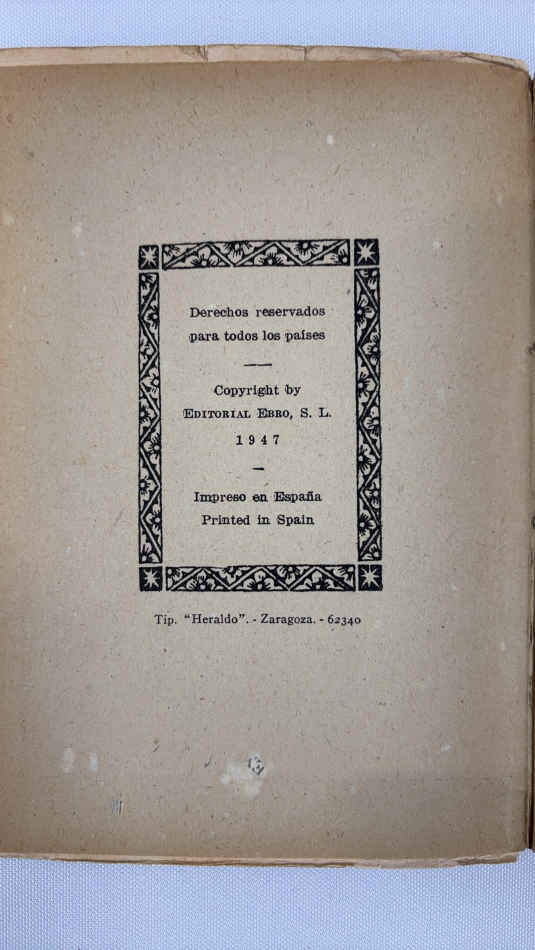 Derechos reservados
para todos los países
Copyright by
EDITORIAL EBRO, S. L.
1947
Impreso en España
Printed in Spain
Tip. "Heraldo". - Zaragoza. - 62340